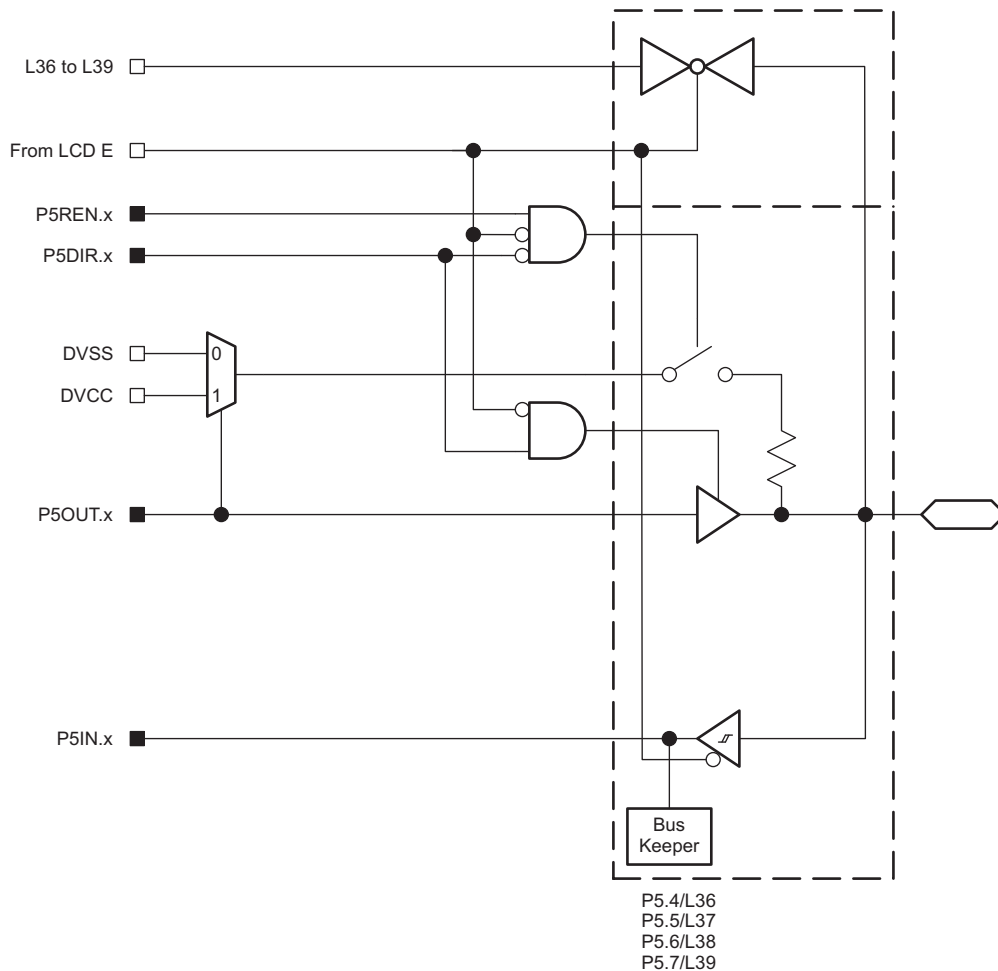 L36 to L39
From LCD E
P5REN.x
P5DIR.x
DVSS
0
DVCC
1
P5OUT.x
P5IN.x
Bus
Keeper
P5.4/L36
P5.5/L37
P5.6/L38
P5.7/L39